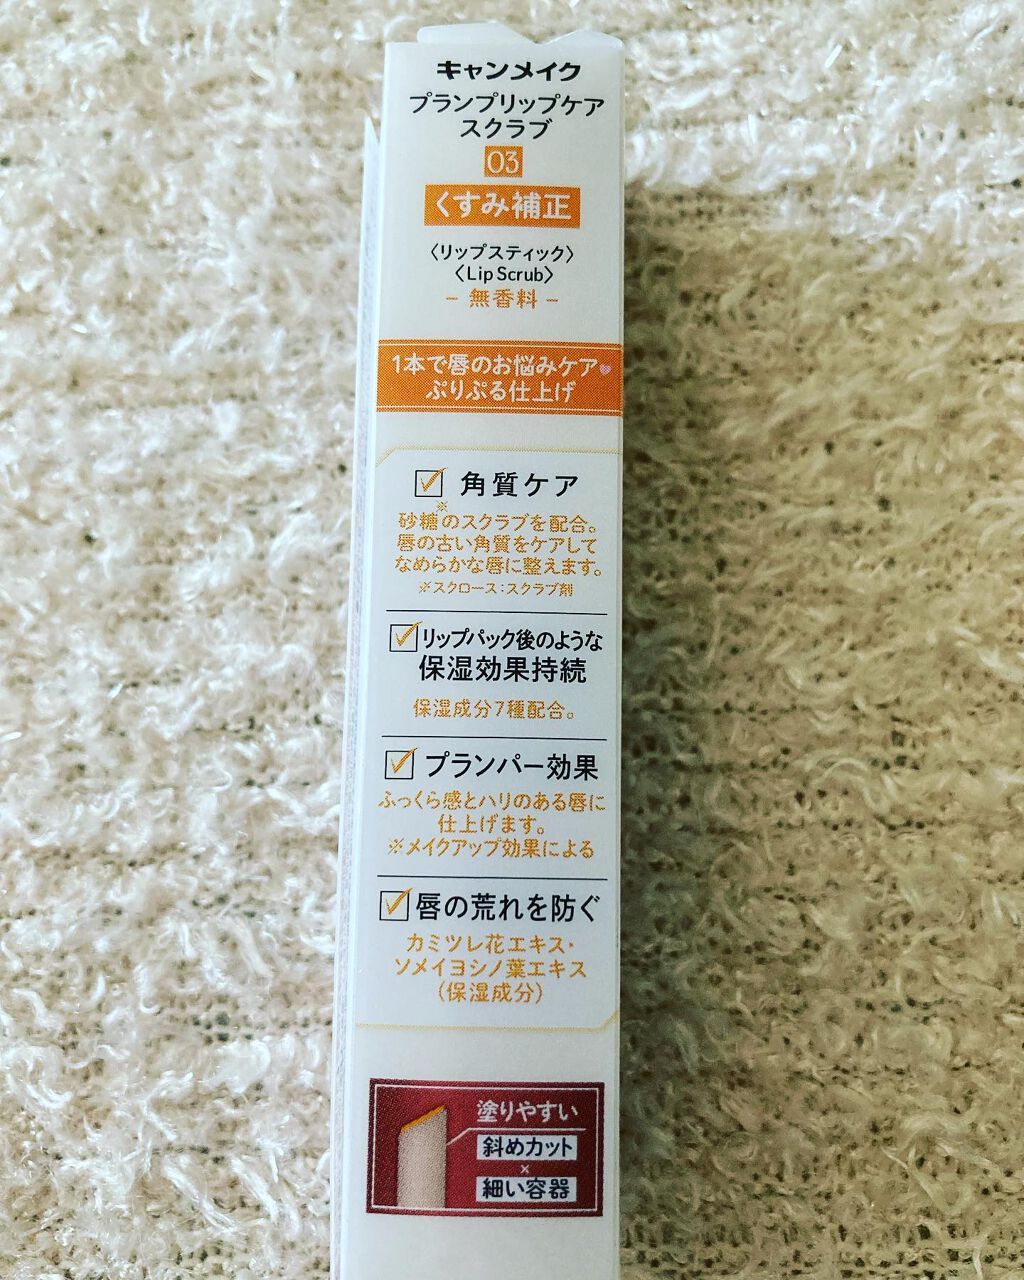 キャンメイク
プランプリップケア
スクラブ
03
くすみ補正
〈リップスティック〉
〈Lip Scrub〉
− 無香料 −
1本で唇のお悩みケア♥
ぷりぷる仕上げ
☑ 角質ケア
砂糖※のスクラブを配合。
唇の古い角質をケアして
なめらかな唇に整えます。
※スクロース：スクラブ剤
☑リップパック後のような
保湿効果持続
保湿成分7種配合。
☑ プランパー効果
ふっくら感とハリのある唇に
仕上げます。
※メイクアップ効果による
☑唇の荒れを防ぐ
カミツレ花エキス・
ソメイヨシノ葉エキス
（保湿成分）
塗りやすい
斜めカット
×
細い容器